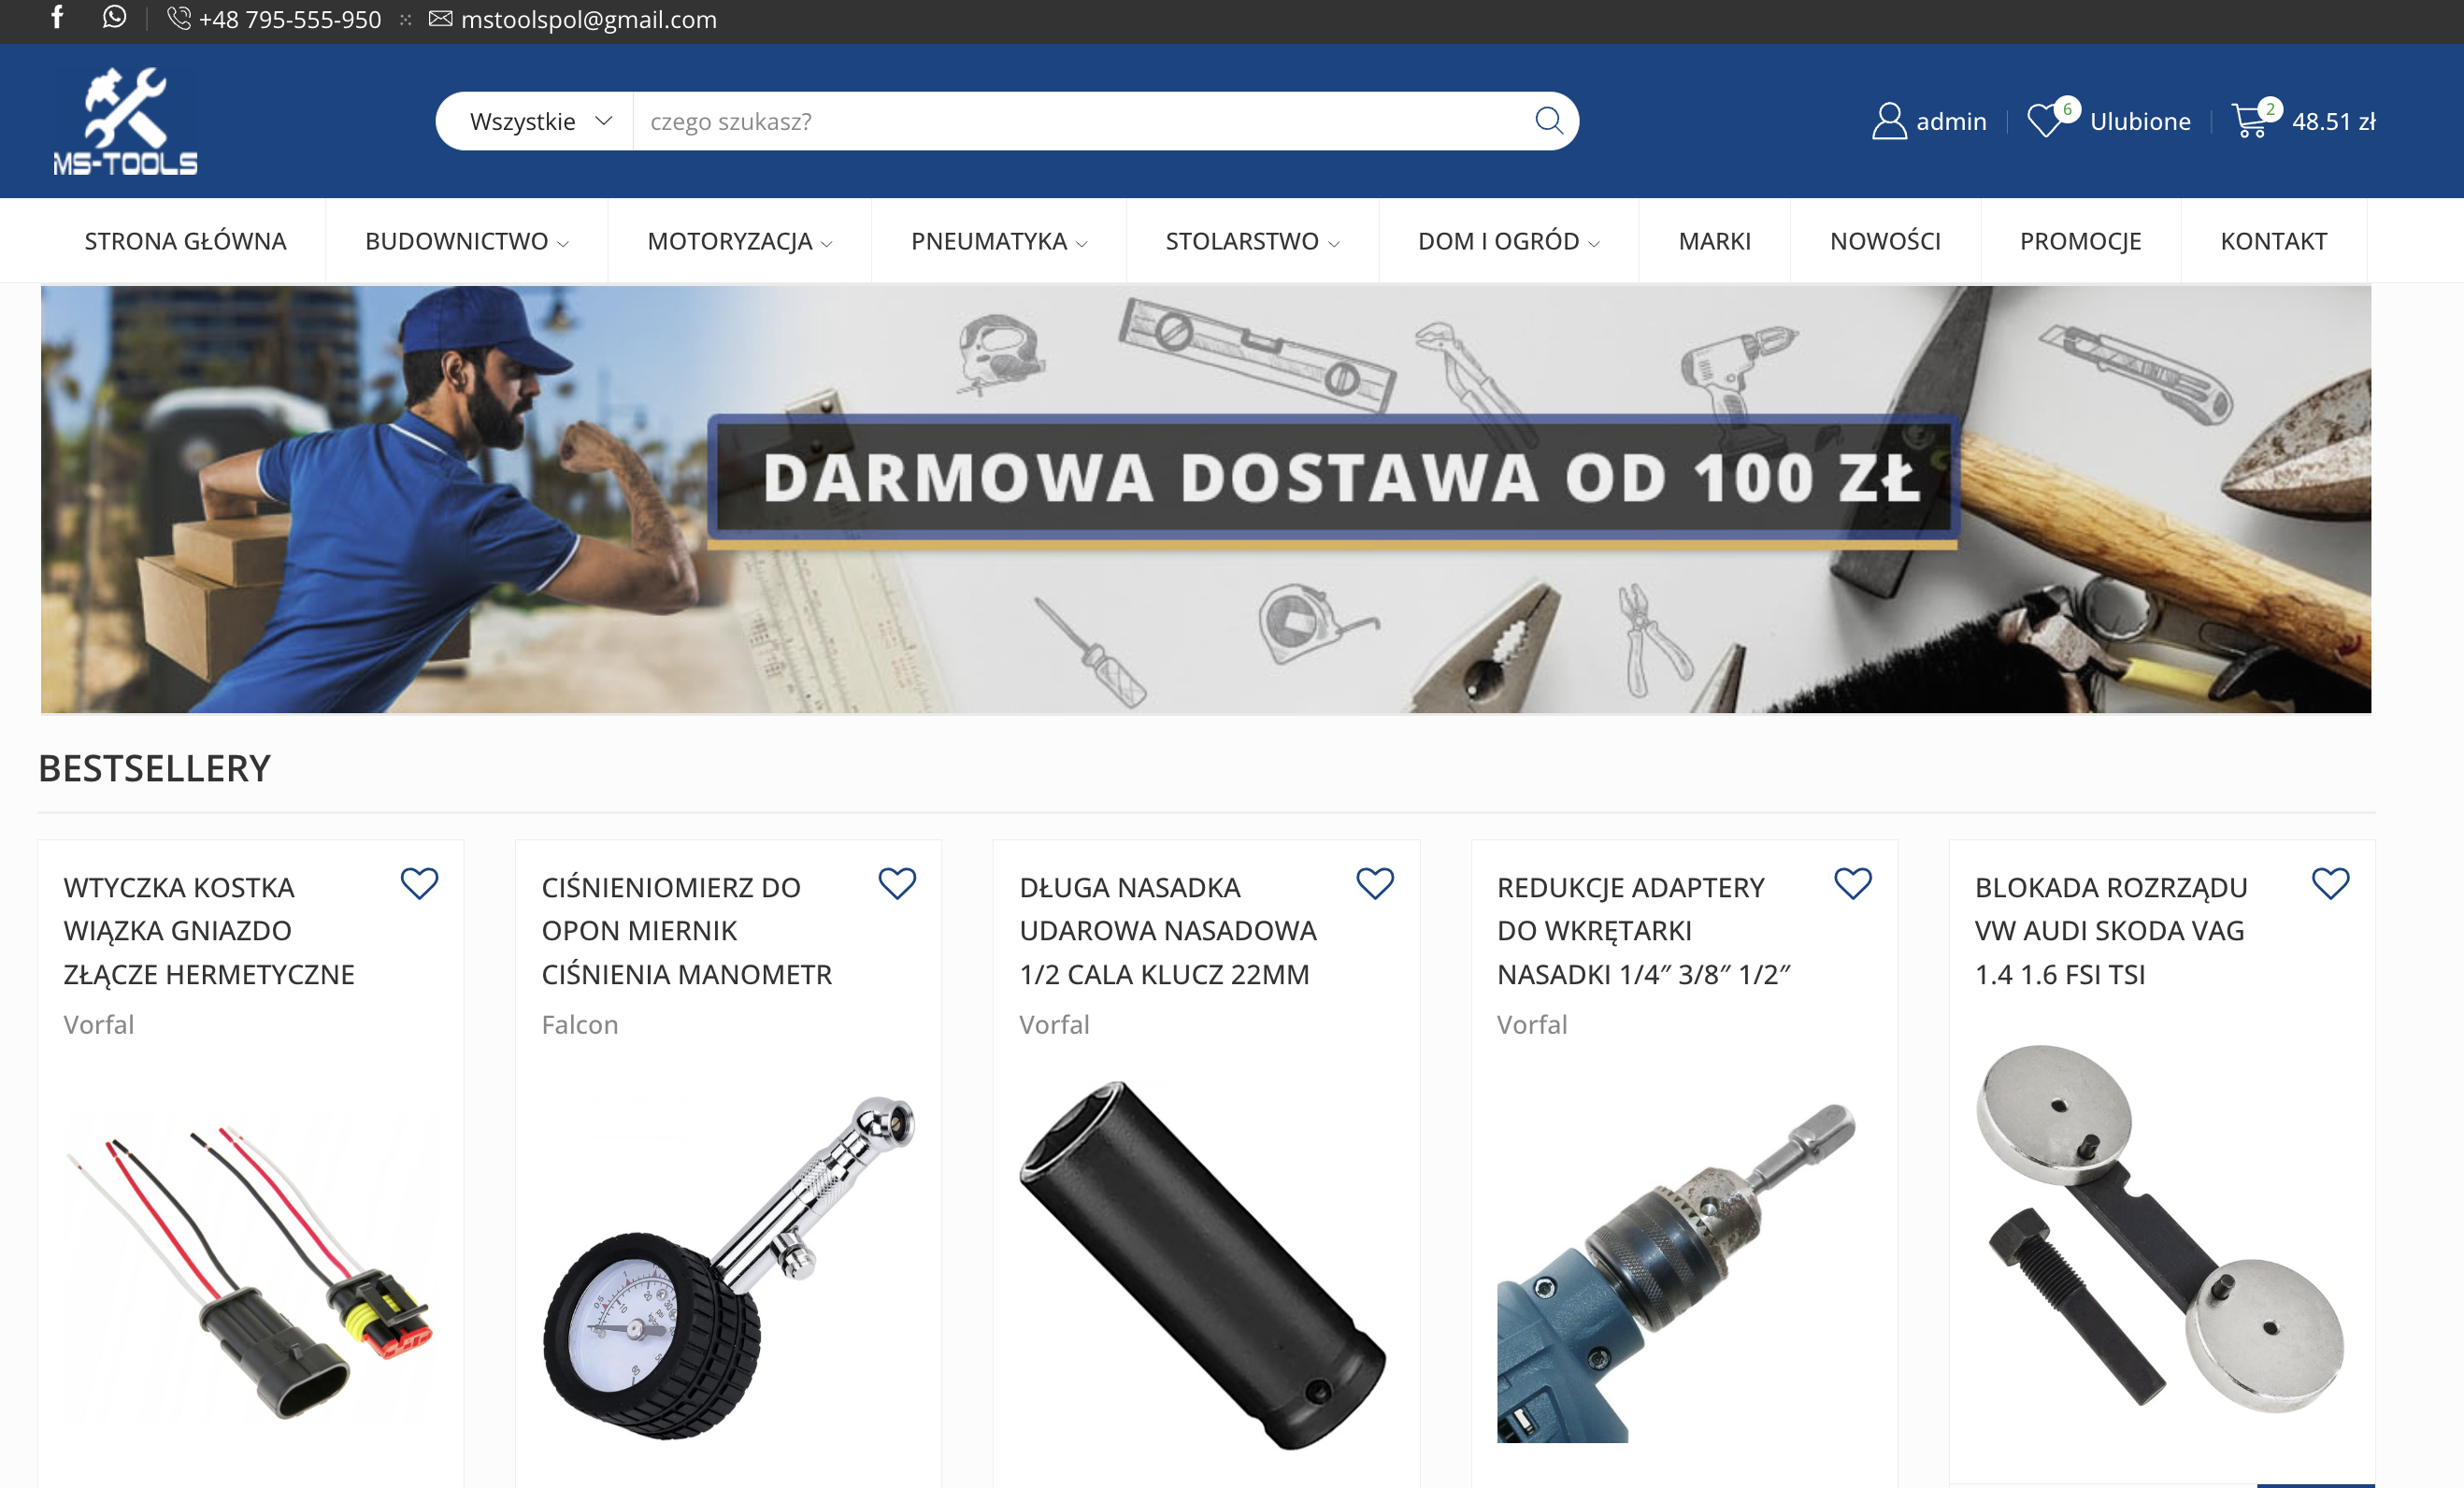 +48 795-555-950
mstoolspol@gmail.com
MS-TOOLS
Wszystkie
czego szukasz?
admin
6
Ulubione
2
48.51 zł
STRONA GŁÓWNA
BUDOWNICTWO
MOTORYZACJA
PNEUMATYKA
STOLARSTWO
DOM I OGRÓD
MARKI
NOWOŚCI
PROMOCJE
KONTAKT
DARMOWA DOSTAWA OD 100 ZŁ
BESTSELLERY
WTYCZKA KOSTKA
WIĄZKA GNIAZDO
ZŁĄCZE HERMETYCZNE
Vorfal
CIŚNIENIOMIERZ DO
OPON MIERNIK
CIŚNIENIA MANOMETR
Falcon
DŁUGA NASADKA
UDAROWA NASADOWA
1/2 CALA KLUCZ 22MM
Vorfal
REDUKCJE ADAPTERY
DO WKRĘTARKI
NASADKI 1/4″ 3/8″ 1/2″
Vorfal
BLOKADA ROZRZĄDU
VW AUDI SKODA VAG
1.4 1.6 FSI TSI